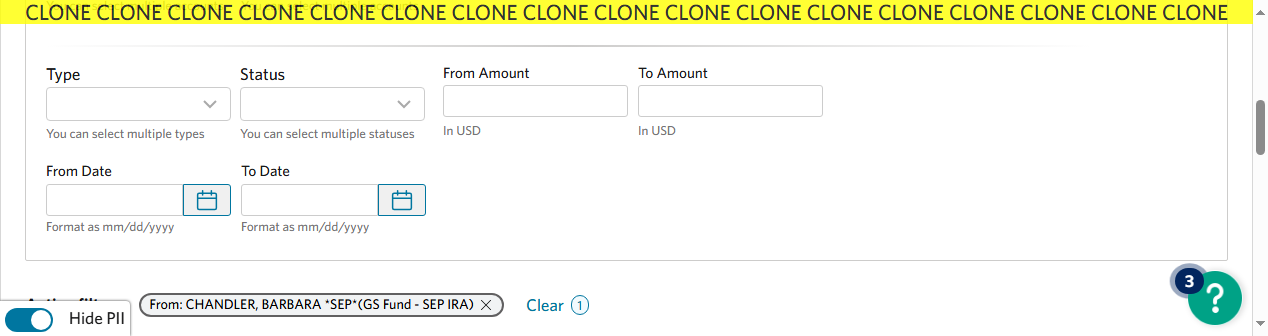 CLONE CLONE CLONE CLONE CLONE CLONE CLONE CLONE CLONE CLONE CLONE CLONE CLONE CLONE CLONE CLONE CLONE
Type Status From Amount To Amount
You can select multiple types You can select multiple statuses In USD In USD
From Date To Date
Format as mm/dd/yyyy Format as mm/dd/yyyy
3 ?
From: CHANDLER, BARBARA *SEP*(GS Fund - SEP IRA) Clear 1
Hide PII